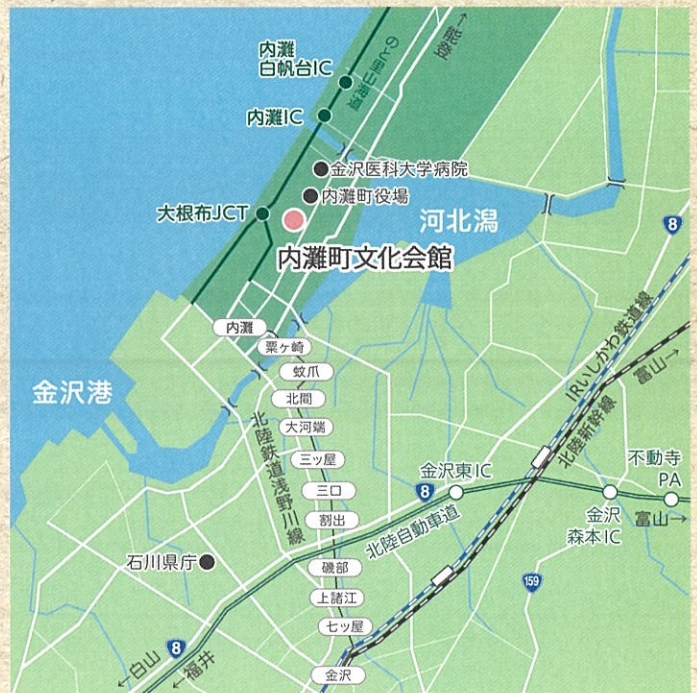 ↑能登
内灘
白帆台IC
のと里山海道
内灘IC
金沢医科大学病院
内灘町役場
大根布JCT
河北潟
8
内灘町文化会館
内灘
粟ヶ崎
蚊爪
北間
大河端
三ツ屋
三口
割出
磯部
上諸江
七ツ屋
金沢
金沢港
北陸鉄道浅野川線
IRいしかわ鉄道線
北陸新幹線
富山→
金沢東IC
8
北陸自動車道
不動寺
PA
金沢
森本IC
富山→
石川県庁
159
8
←白山
←福井